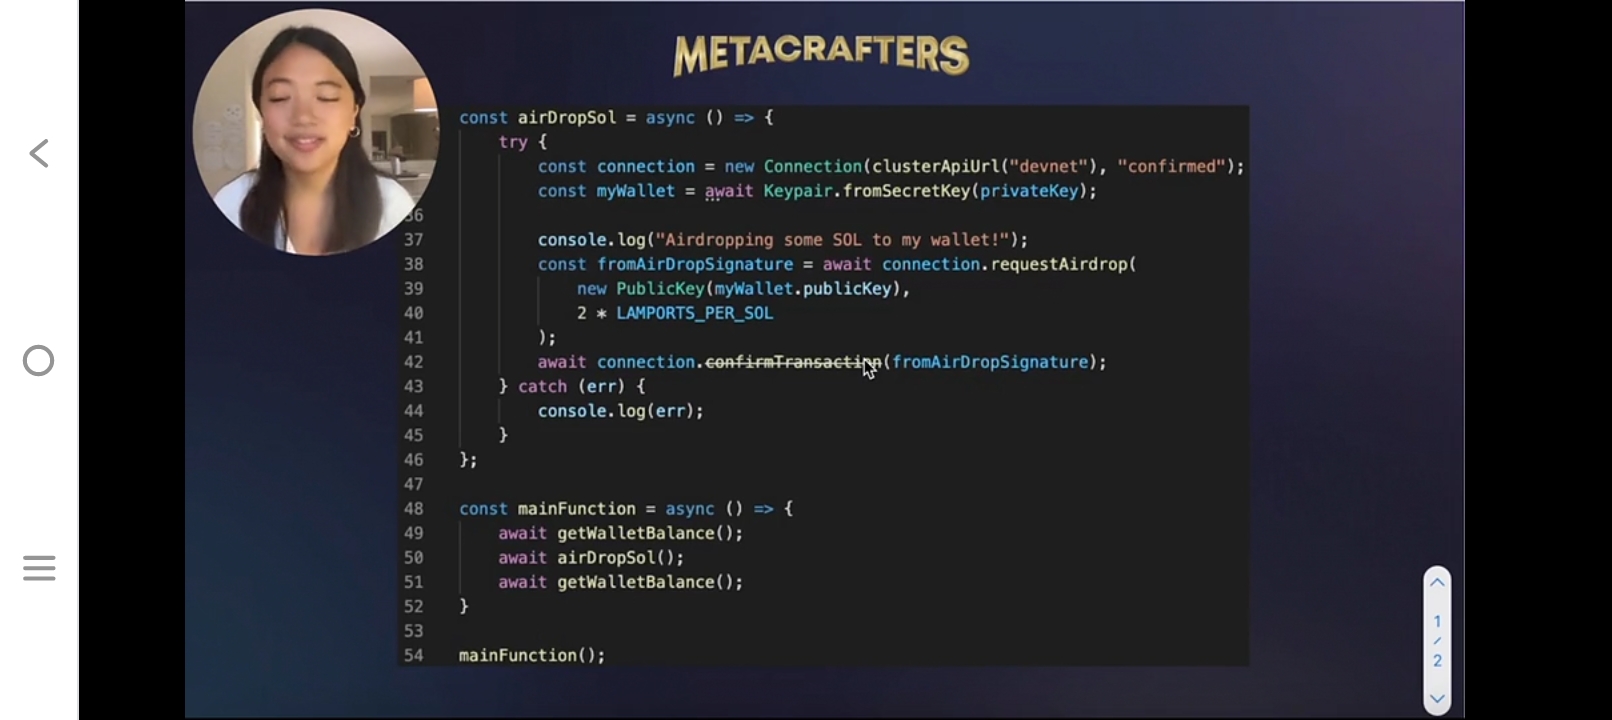 METACRAFTERS
const airDropSol = async () => {
try {
const connection = new Connection(clusterApiUrl("devnet"), "confirmed");
const myWallet = await Keypair.fromSecretKey(privateKey);
36
37 console.log("Airdropping some SOL to my wallet!");
38 const fromAirDropSignature = await connection.requestAirdrop(
39 new PublicKey(myWallet.publicKey),
40 2 * LAMPORTS_PER_SOL
41 );
42 await connection.confirmTransaction(fromAirDropSignature);
43 } catch (err) {
44 console.log(err);
45 }
46 };
47
48 const mainFunction = async () => {
49 await getWalletBalance();
50 await airDropSol();
51 await getWalletBalance();
52 }
53
54 mainFunction();
1
/
2